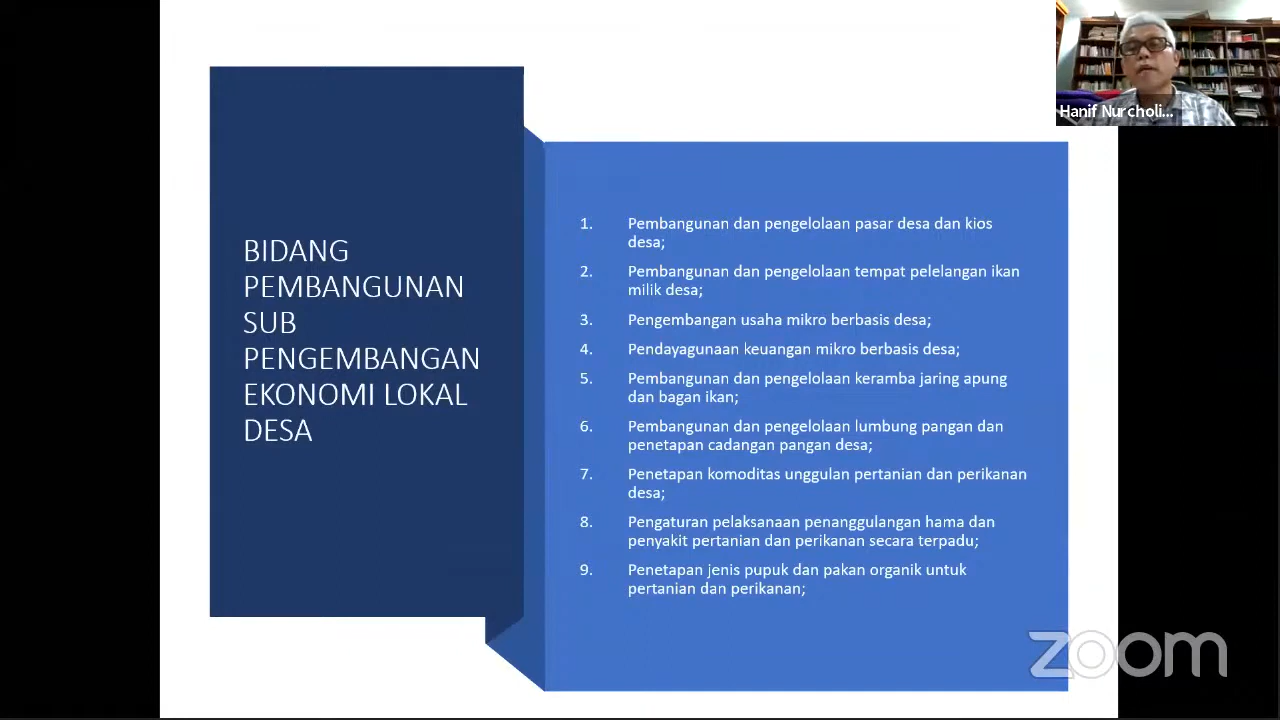 Hanif Nurcholi...
BIDANG
PEMBANGUNAN
SUB
PENGEMBANGAN
EKONOMI LOKAL
DESA
1. Pembangunan dan pengelolaan pasar desa dan kios
desa;
2. Pembangunan dan pengelolaan tempat pelelangan ikan
milik desa;
3. Pengembangan usaha mikro berbasis desa;
4. Pendayagunaan keuangan mikro berbasis desa;
5. Pembangunan dan pengelolaan keramba jaring apung
dan bagan ikan;
6. Pembangunan dan pengelolaan lumbung pangan dan
penetapan cadangan pangan desa;
7. Penetapan komoditas unggulan pertanian dan perikanan
desa;
8. Pengaturan pelaksanaan penanggulangan hama dan
penyakit pertanian dan perikanan secara terpadu;
9. Penetapan jenis pupuk dan pakan organik untuk
pertanian dan perikanan;
zoom